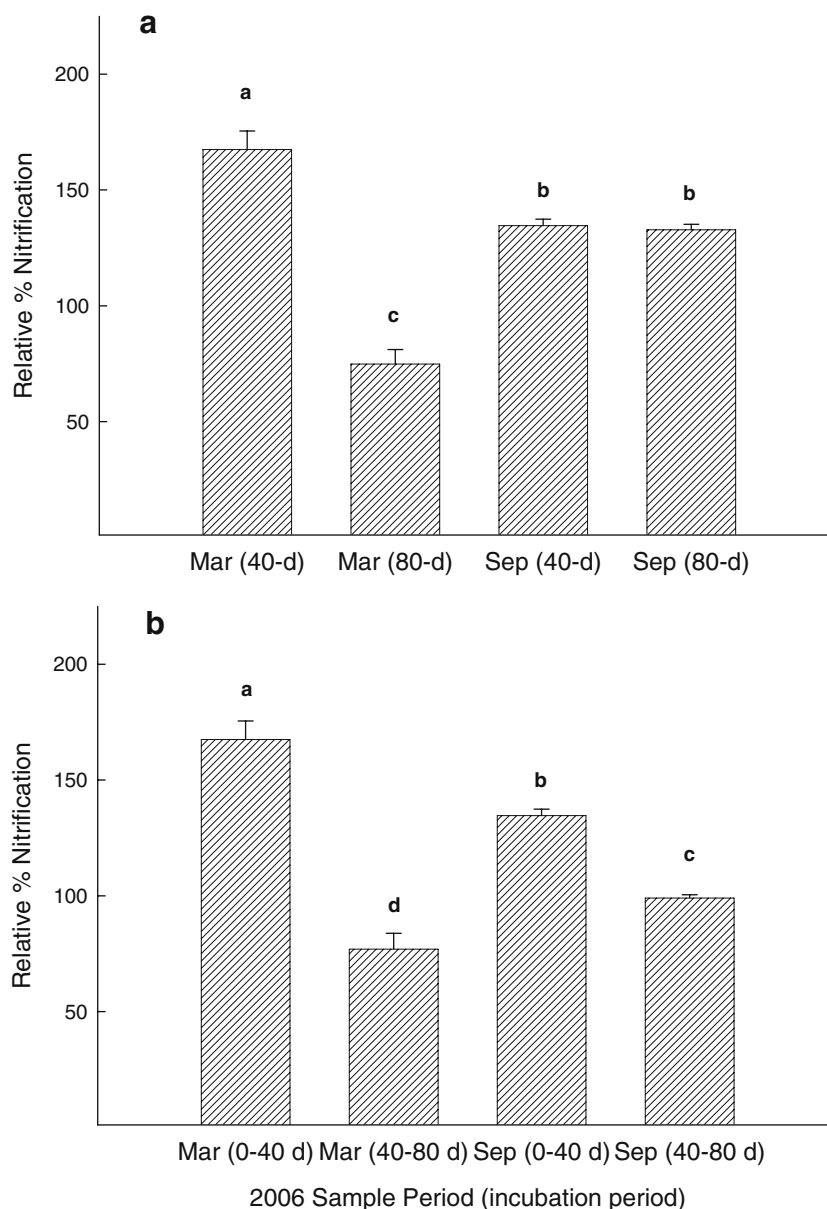 a
200
150
100
50
Relative % Nitrification
a
c
b
b
Mar (40-d) Mar (80-d) Sep (40-d) Sep (80-d)
b
200
150
100
50
Relative % Nitrification
a
d
b
c
Mar (0-40 d) Mar (40-80 d) Sep (0-40 d) Sep (40-80 d)
2006 Sample Period (incubation period)